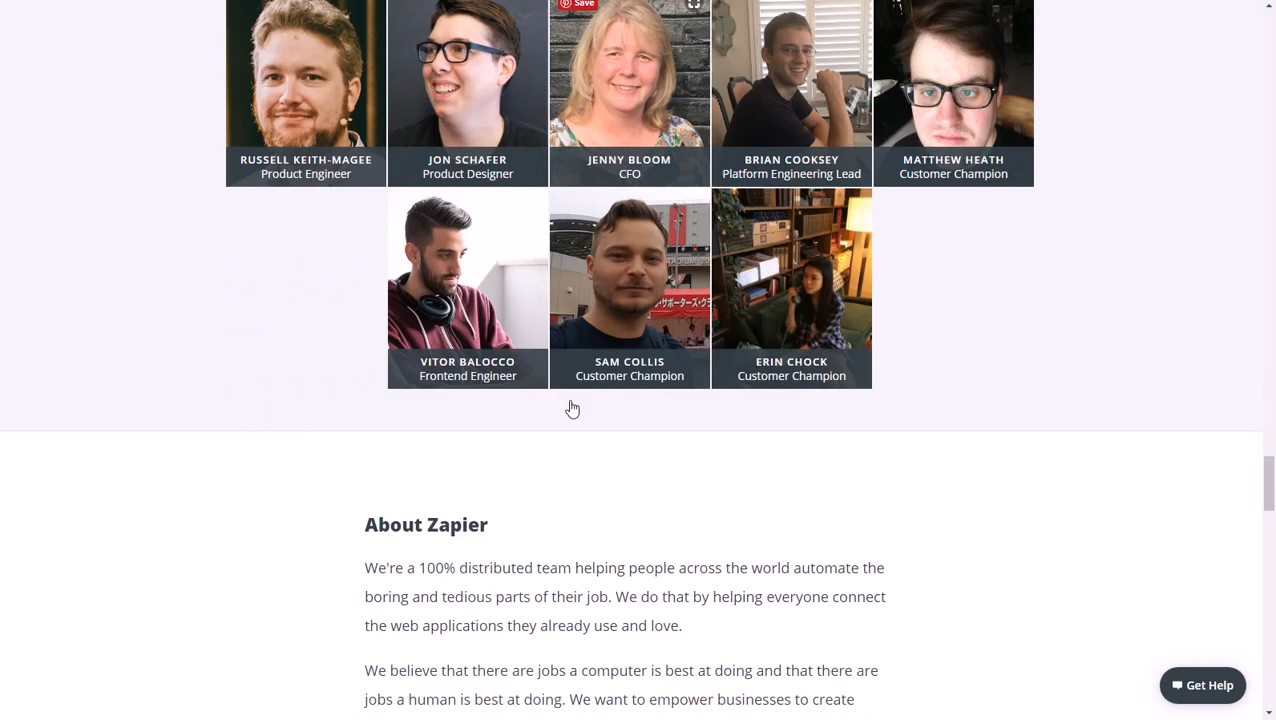 Save
RUSSELL KEITH-MAGEE
Product Engineer
JON SCHAFER
Product Designer
JENNY BLOOM
CFO
BRIAN COOKSEY
Platform Engineering Lead
MATTHEW HEATH
Customer Champion
VITOR BALOCCO
Frontend Engineer
SAM COLLIS
Customer Champion
ERIN CHOCK
Customer Champion
About Zapier
We're a 100% distributed team helping people across the world automate the
boring and tedious parts of their job. We do that by helping everyone connect
the web applications they already use and love.
We believe that there are jobs a computer is best at doing and that there are
jobs a human is best at doing. We want to empower businesses to create
Get Help